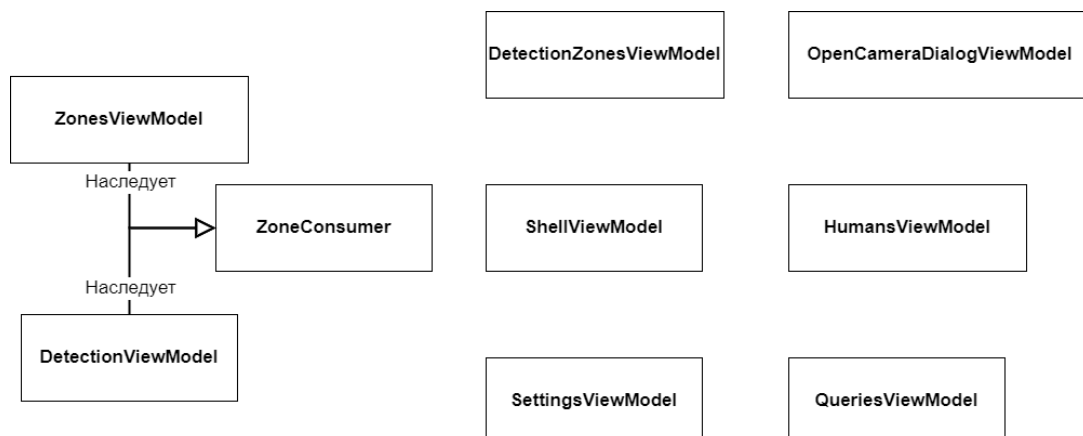 DetectionZonesViewModel
OpenCameraDialogViewModel
ZonesViewModel
Наследует
ZoneConsumer
ShellViewModel
HumansViewModel
Наследует
DetectionViewModel
SettingsViewModel
QueriesViewModel